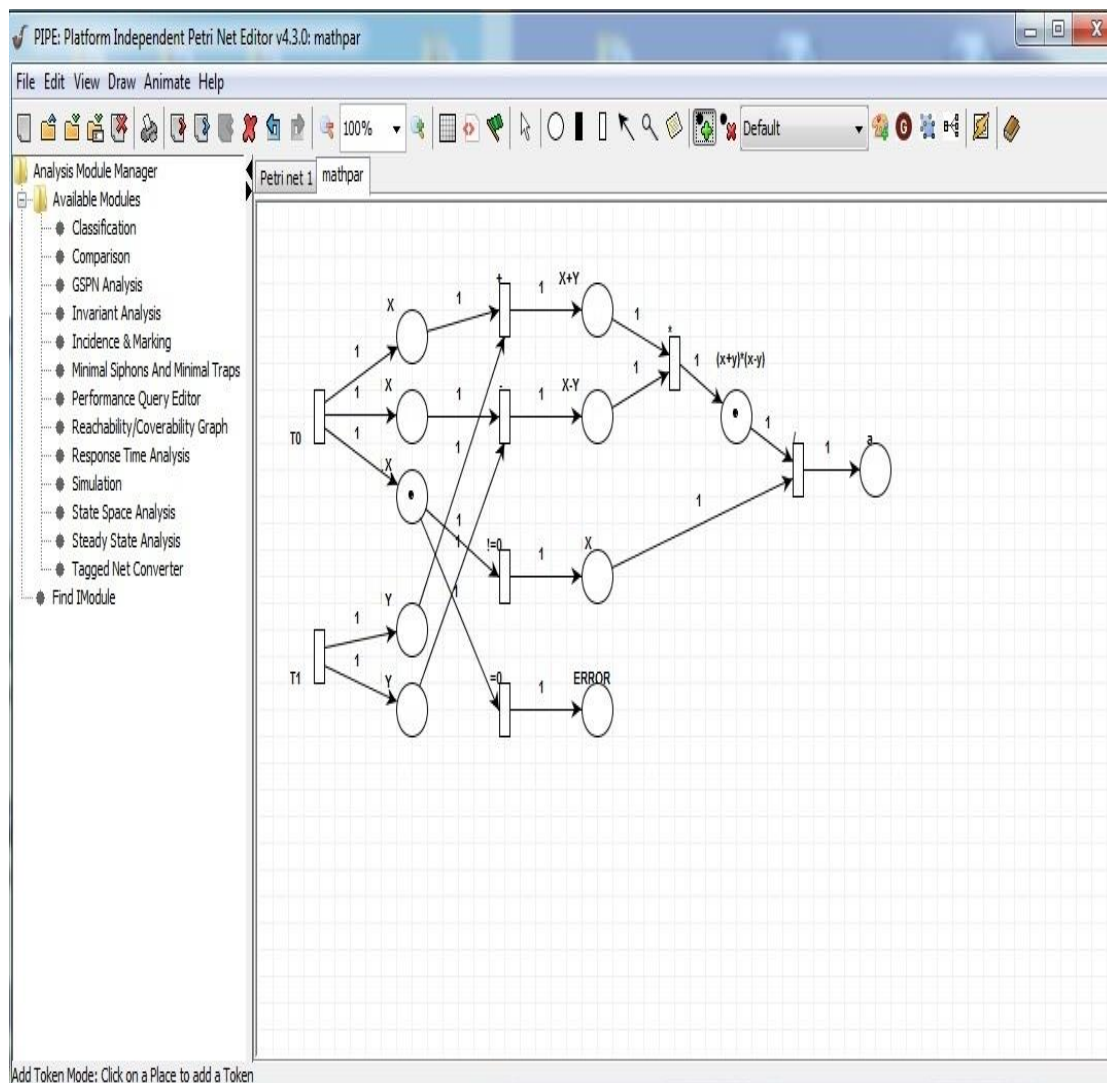 PIPE: Platform Independent Petri Net Editor v4.3.0: mathpar
File Edit View Draw Animate Help
100%
Default
Analysis Module Manager
Available Modules
Classification
Comparison
GSPN Analysis
Invariant Analysis
Incidence & Marking
Minimal Siphons And Minimal Traps
Performance Query Editor
Reachability/Coverability Graph
Response Time Analysis
Simulation
State Space Analysis
Steady State Analysis
Tagged Net Converter
Find IModule
Petri net 1 mathpar
+
X 1 1 X+Y
1 *
1 1 (x+y)*(x-y)
X 1 - 1 X-Y 1
1
T0 1 1 / 1 a
X 1
1
1 1 !=0 1 X
Y 1
1
1 Y
T1 =0 1 ERROR
Add Token Mode: Click on a Place to add a Token